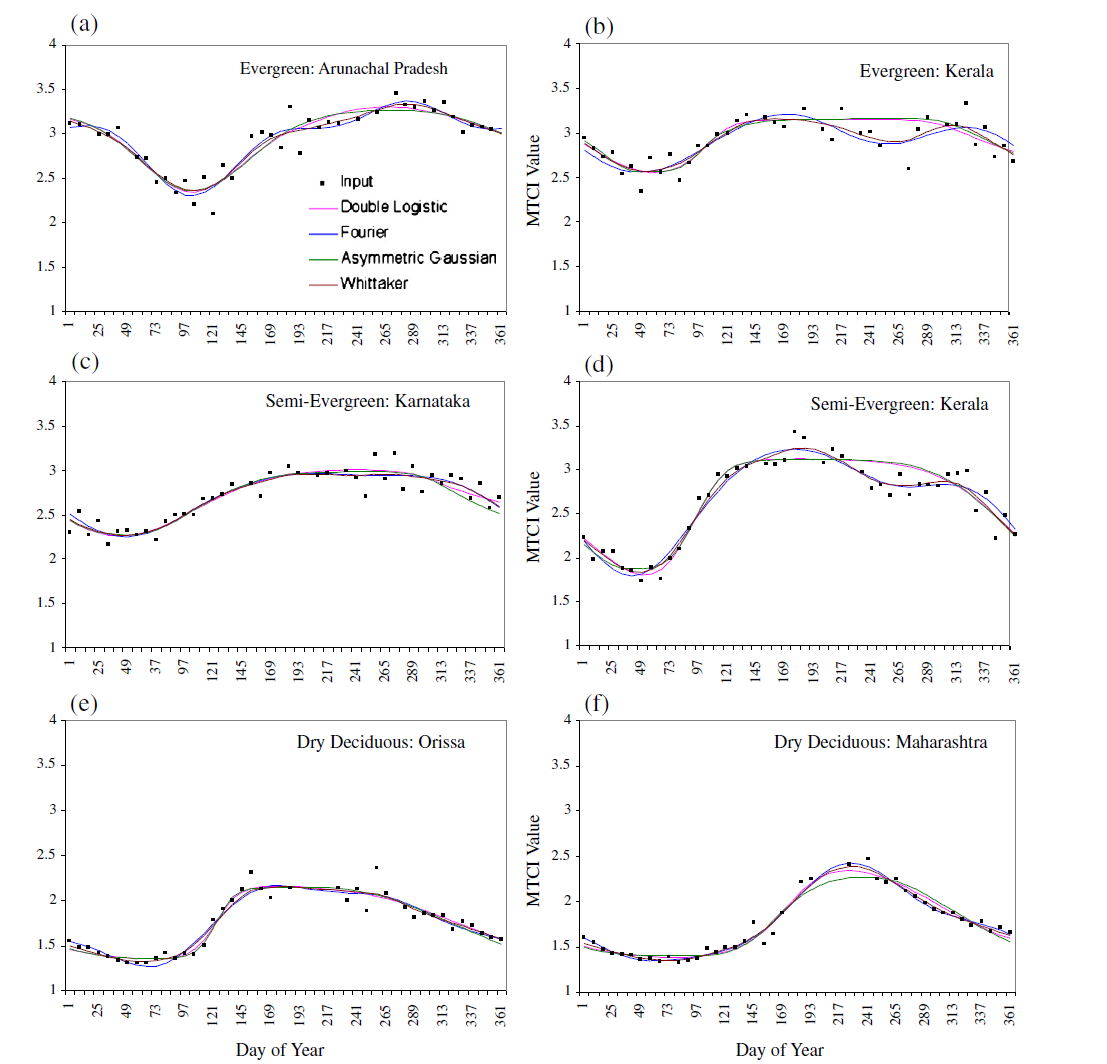 (a)
Evergreen: Arunachal Pradesh
4
3.5
3
2.5
2
1.5
1
Input
Double Logistic
Fourier
Asymmetric Gaussian
Whittaker
1 25 49 73 97 121 145 169 193 217 241 265 289 313 337 361
(b)
Evergreen: Kerala
MTCI Value
4
3.5
3
2.5
2
1.5
1
1 25 49 73 97 121 145 169 193 217 241 265 289 313 337 361
(c)
Semi-Evergreen: Karnataka
4
3.5
3
2.5
2
1.5
1
1 25 49 37 97 121 145 169 193 217 241 265 289 313 337 361
(d)
Semi-Evergreen: Kerala
MTCI Value
4
3.5
3
2.5
2
1.5
1
1 25 49 73 97 121 145 169 193 217 241 265 289 313 337 361
(e)
Dry Deciduous: Orissa
4
3.5
3
2.5
2
1.5
1
1 25 49 73 97 121 145 169 193 217 241 265 289 313 337 361
Day of Year
(f)
Dry Deciduous: Maharashtra
MTCI Value
4
3.5
3
2.5
2
1.5
1
1 25 49 73 97 121 145 169 193 217 241 265 289 313 337 361
Day of Year